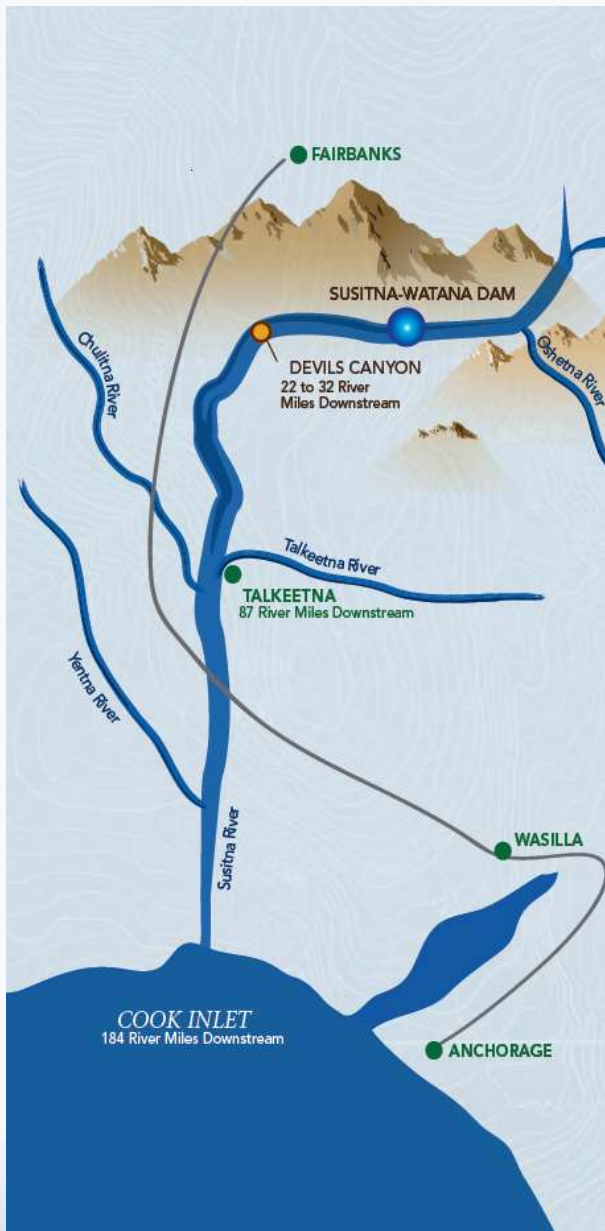 FAIRBANKS
SUSITNA-WATANA DAM
DEVILS CANYON
22 to 32 River
Miles Downstream
Oshetna River
Chulitna River
Talkeetna River
TALKEETNA
87 River Miles Downstream
Yentna River
Susitna River
WASILLA
COOK INLET
184 River Miles Downstream
ANCHORAGE